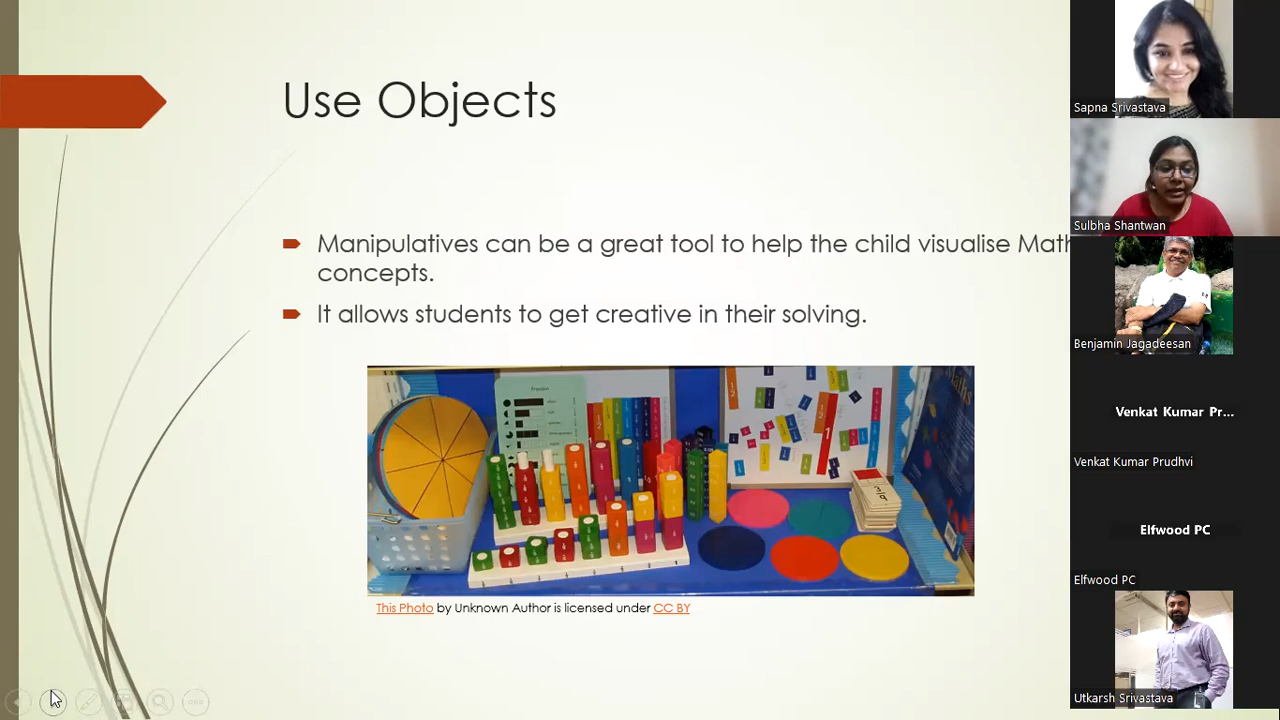 Use Objects
Manipulatives can be a great tool to help the child visualise Math
concepts.
It allows students to get creative in their solving.
This Photo by Unknown Author is licensed under CC BY
Sapna Srivastava
Sulbha Shantwan
Benjamin Jagadeesan
Venkat Kumar Pr...
Venkat Kumar Prudhvi
Elfwood PC
Elfwood PC
Utkarsh Srivastava